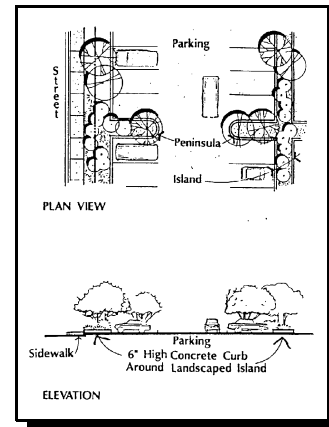 Parking
Street
Peninsula
Island
PLAN VIEW
Parking
Sidewalk
6" High Concrete Curb
Around Landscaped Island
ELEVATION